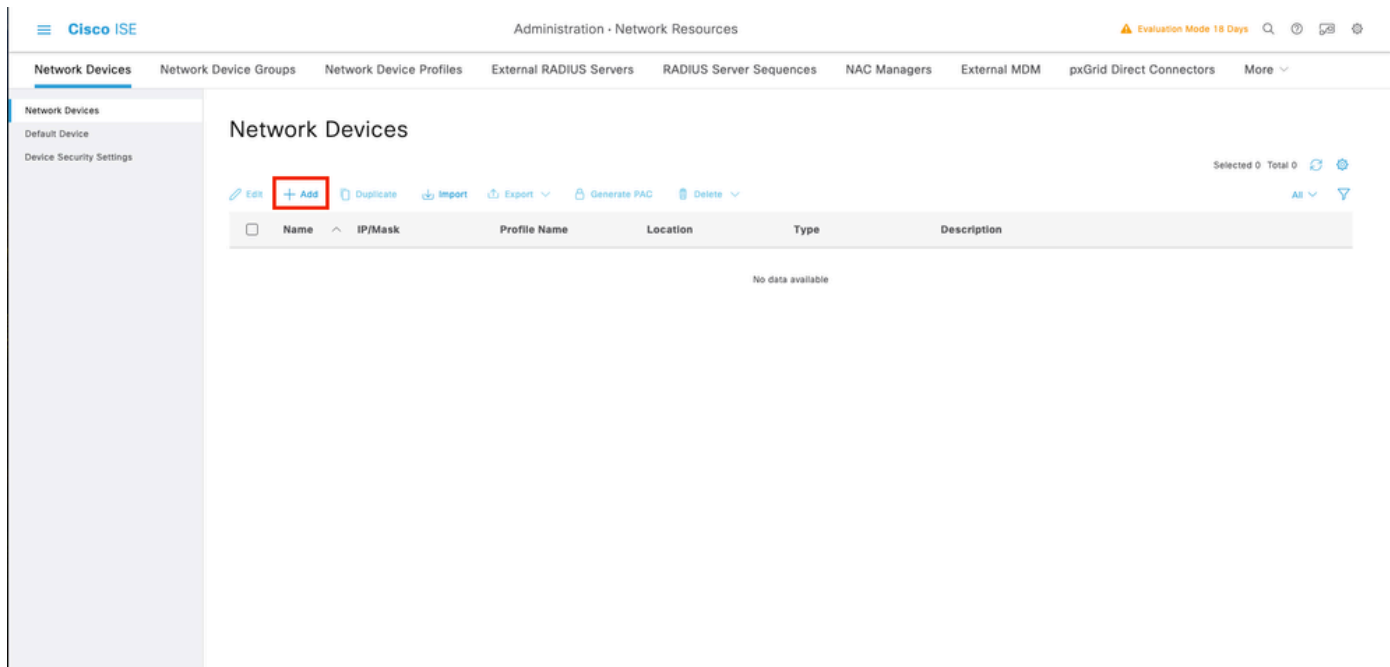 Cisco ISE Administration · Network Resources Evaluation Mode 18 Days
Network Devices Network Device Groups Network Device Profiles External RADIUS Servers RADIUS Server Sequences NAC Managers External MDM pxGrid Direct Connectors More
Network Devices
Default Device
Device Security Settings
Network Devices
Selected 0 Total 0
Edit + Add Duplicate Import Export Generate PAC Delete All
Name IP/Mask Profile Name Location Type Description
No data available